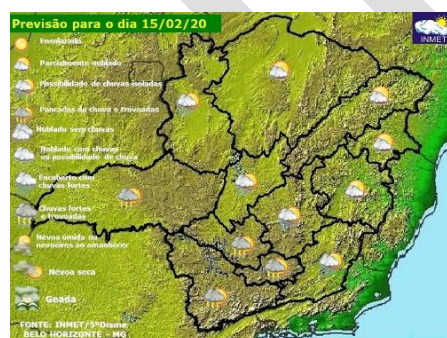 Previsão para o dia 15/02/20
INMET
Ensolarado
Parcialmente nublado
Possibilidade de chuvas isoladas
Pancadas de chuva e trovoadas
Nublado sem chuvas
Nublado com chuvas
ou possibilidade de chuva
Encoberto com
chuvas fortes
Chuvas fortes
e trovoadas
Névoa úmida ou
nevoeiros ao amanhecer
Névoa seca
Geada
FONTE: INMET/5ºDisme
BELO HORIZONTE - MG